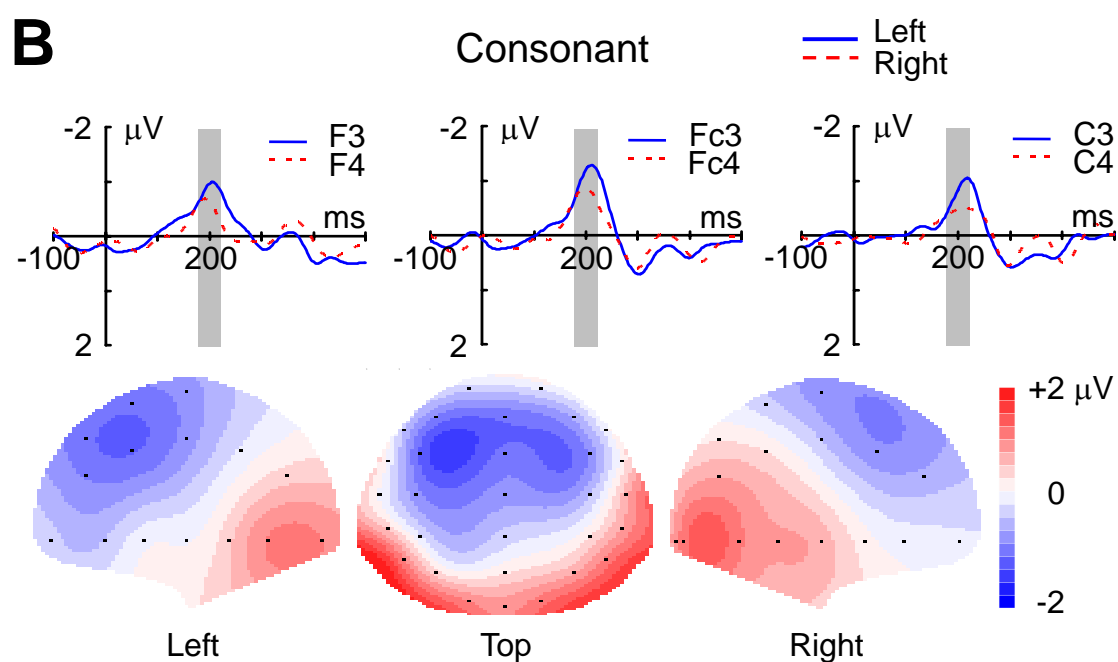 B
Consonant
Left
Right
-2 μV
F3
F4
ms
-100 200
2
-2 μV
Fc3
Fc4
ms
-100 200
2
-2 μV
C3
C4
ms
-100 200
2
+2 μV
0
-2
Left Top Right